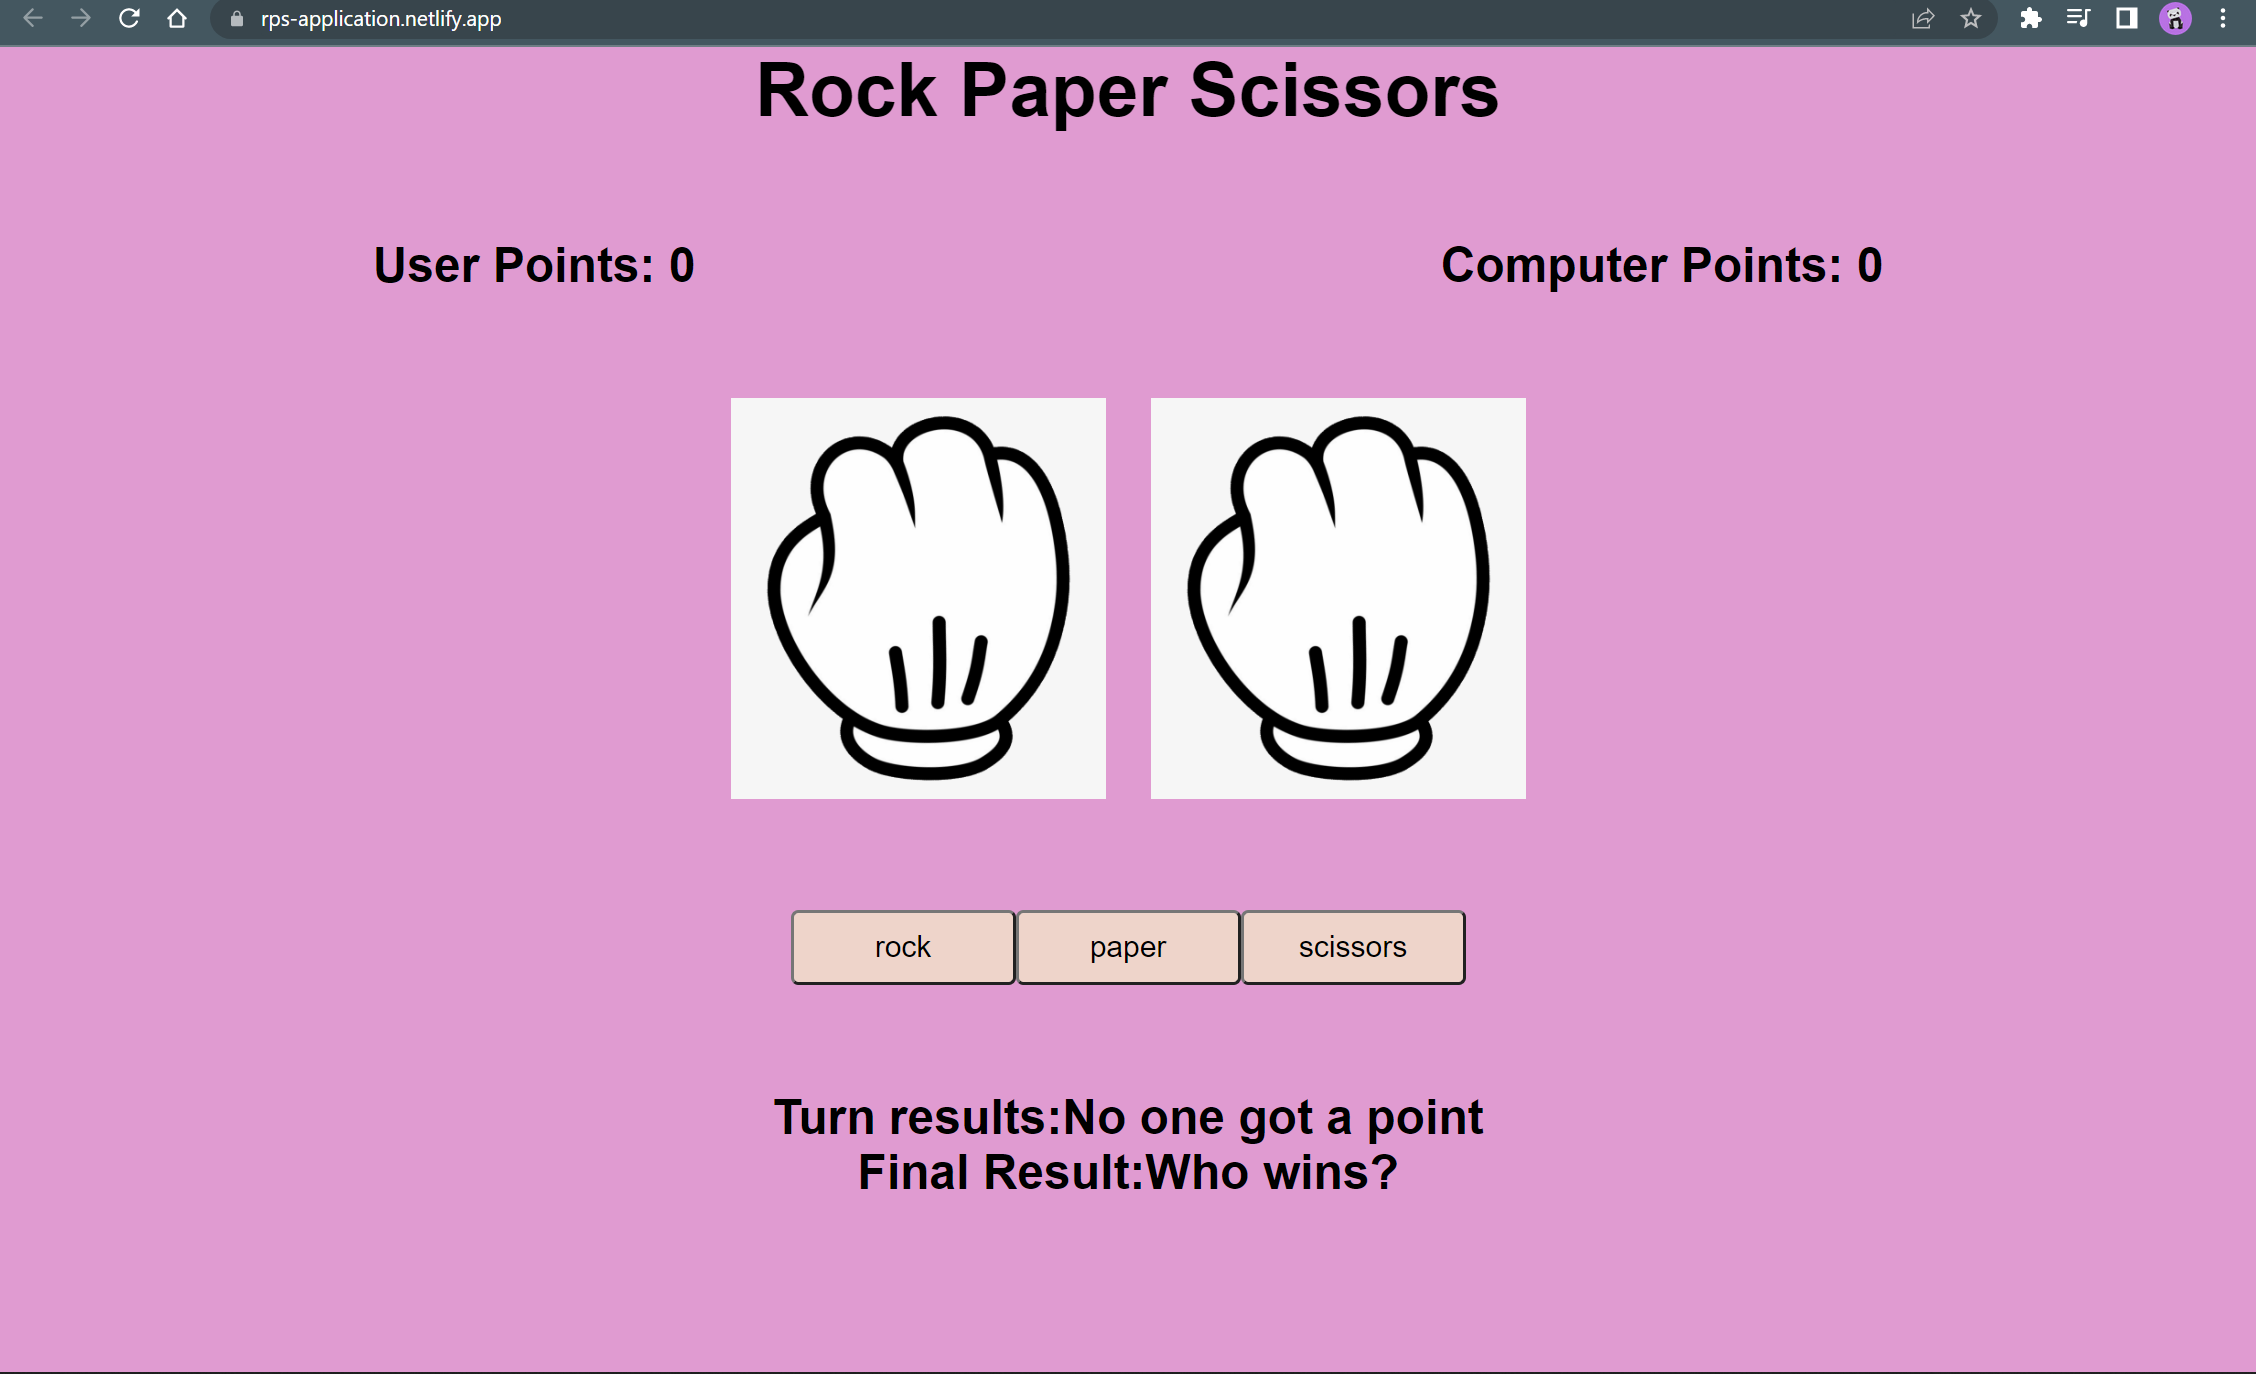 rps-application.netlify.app
Rock Paper Scissors
User Points: 0
Computer Points: 0
rock
paper
scissors
Turn results:No one got a point
Final Result:Who wins?